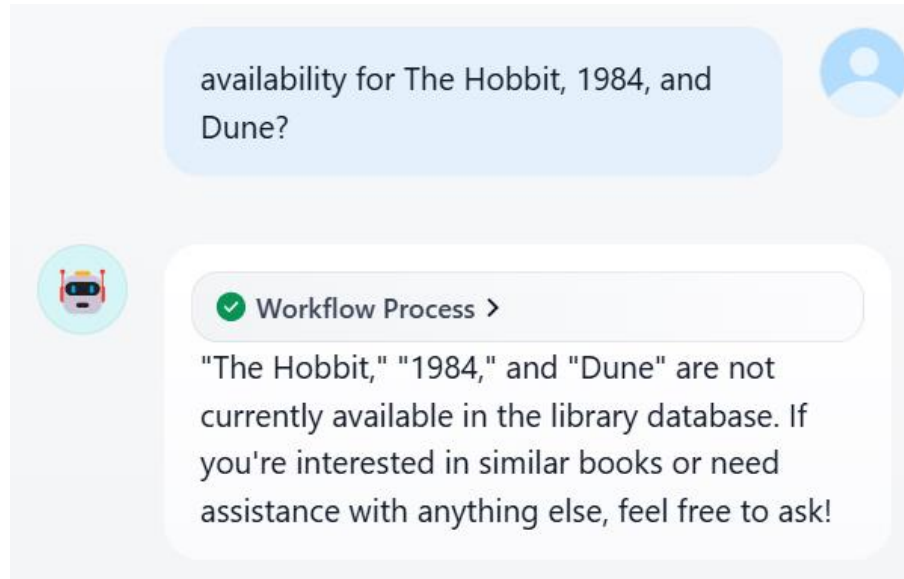 availability for The Hobbit, 1984, and
Dune?
Workflow Process >
"The Hobbit," "1984," and "Dune" are not
currently available in the library database. If
you're interested in similar books or need
assistance with anything else, feel free to ask!